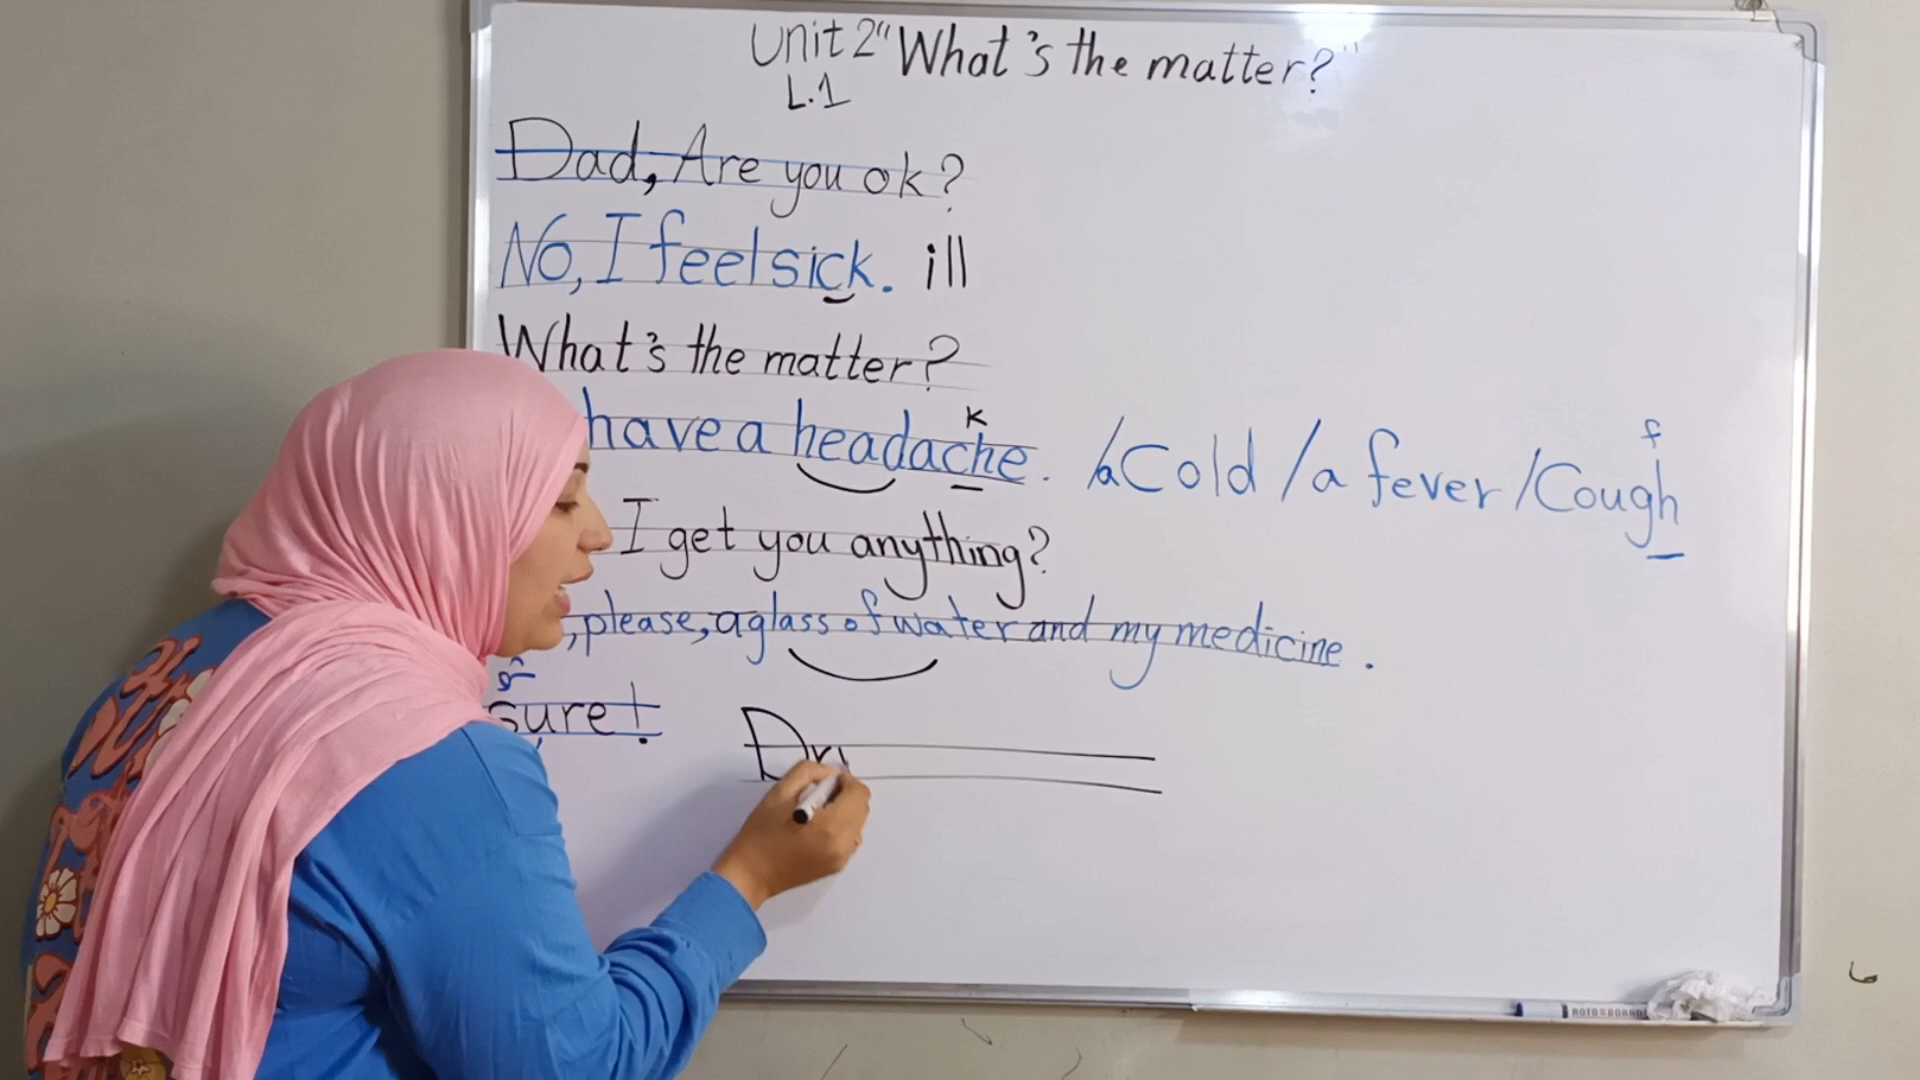 Unit 2 "What's the matter?"
L.1
Dad, Are you ok?
No, I feel sick. ill
What's the matter?
k
f
have a headache. /a Cold /a fever /Cough
I get you anything?
, please, a glass of water and my medicine.
sure!
Dri